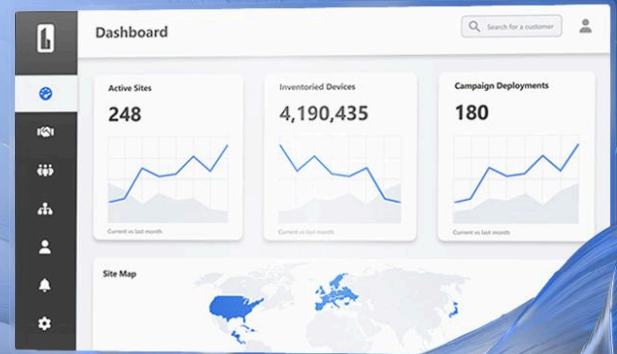 Dashboard
Search for a customer
Active Sites
248
Current vs last month
Inventoried Devices
4,190,435
Current vs last month
Campaign Deployments
180
Current vs last month
Site Map